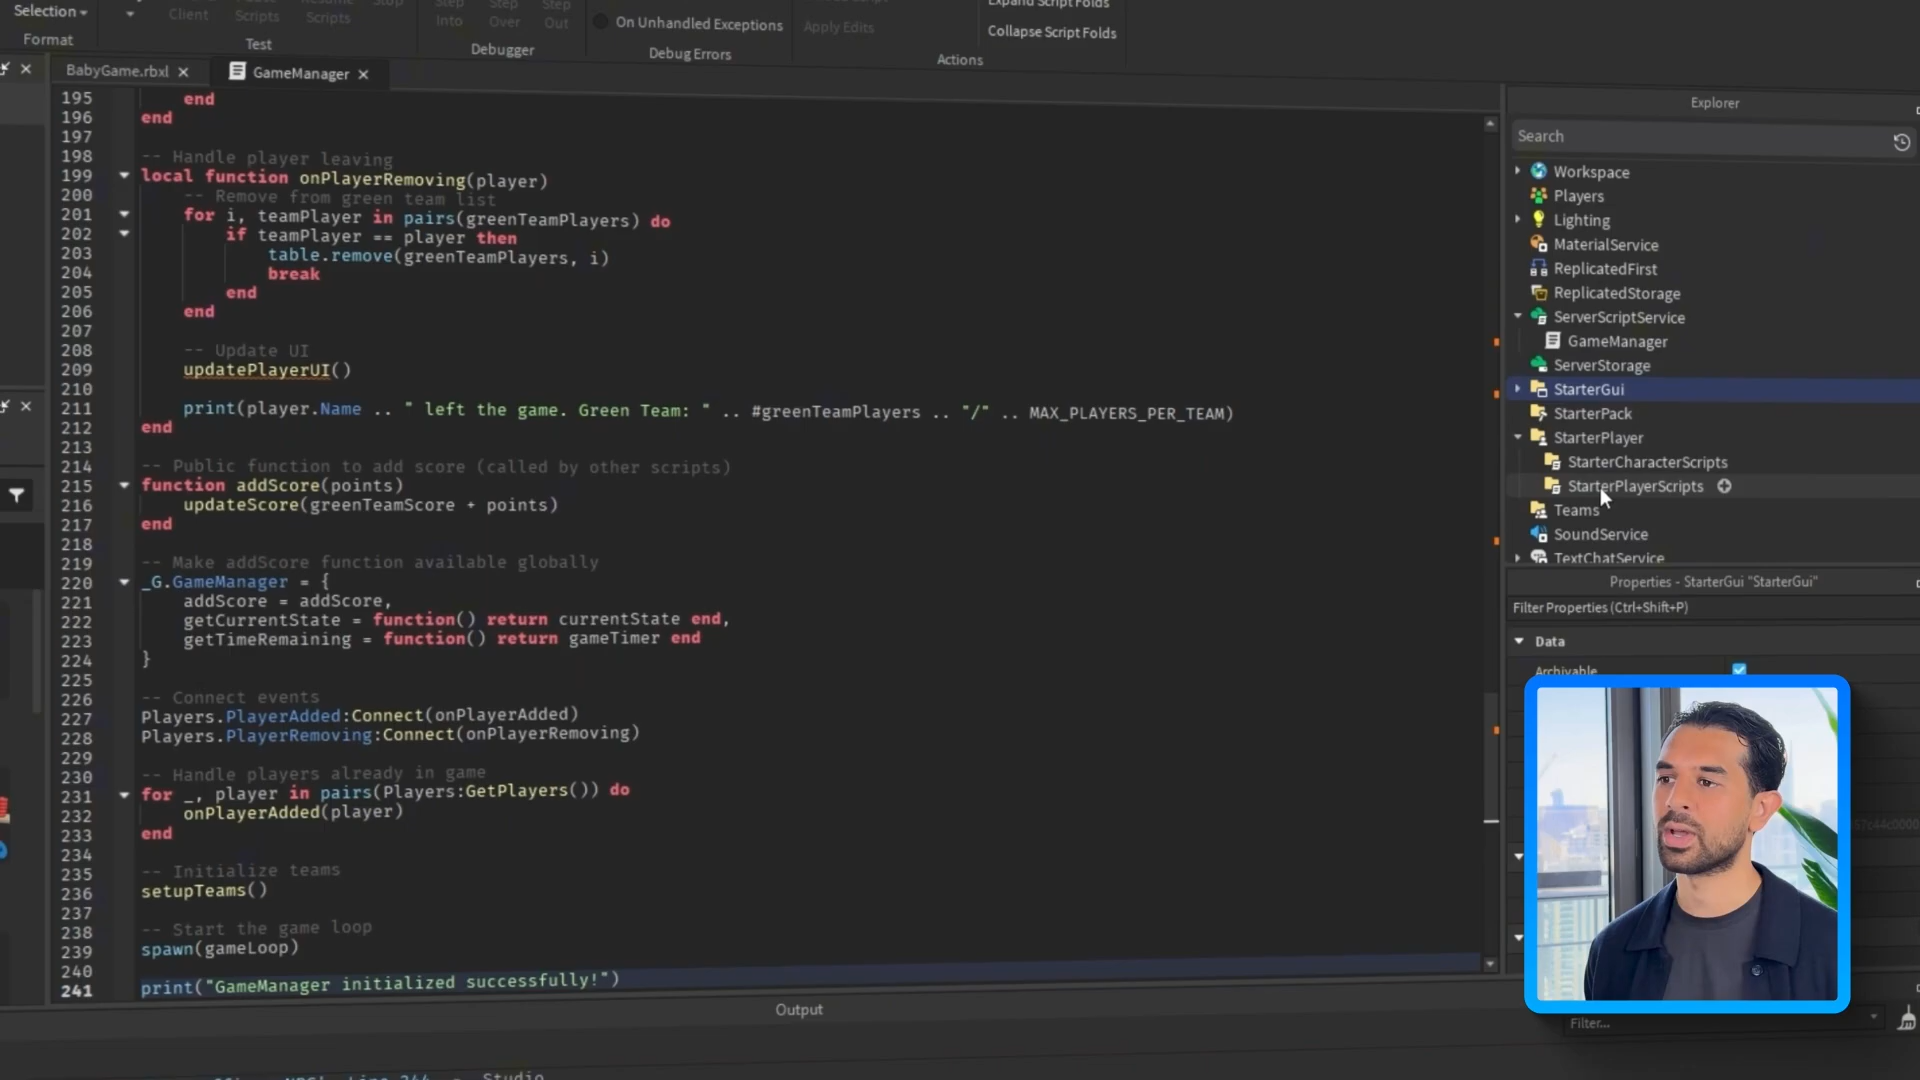 Selection
Client
Scripts
Scripts
Stop
Step
Into
Step
Over
Step
Out
On Unhandled Exceptions
Apply Edits
Expand Script Folds
Collapse Script Folds
Format
Test
Debugger
Debug Errors
Actions
BabyGame.rbxl
GameManager
195 end
196 end
197
198 -- Handle player leaving
199 local function onPlayerRemoving(player)
200 -- Remove from green team list
201 for i, teamPlayer in pairs(greenTeamPlayers) do
202 if teamPlayer == player then
203 table.remove(greenTeamPlayers, i)
204 break
205 end
206 end
207
208 -- Update UI
209 updatePlayerUI()
210
211 print(player.Name .. " left the game. Green Team: " .. #greenTeamPlayers .. "/" .. MAX_PLAYERS_PER_TEAM)
212 end
213
214 -- Public function to add score (called by other scripts)
215 function addScore(points)
216 updateScore(greenTeamScore + points)
217 end
218
219 -- Make addScore function available globally
220 _G.GameManager = {
221 addScore = addScore,
222 getCurrentState = function() return currentState end,
223 getTimeRemaining = function() return gameTimer end
224 }
225
226 -- Connect events
227 Players.PlayerAdded:Connect(onPlayerAdded)
228 Players.PlayerRemoving:Connect(onPlayerRemoving)
229
230 -- Handle players already in game
231 for _, player in pairs(Players:GetPlayers()) do
232 onPlayerAdded(player)
233 end
234
235 -- Initialize teams
236 setupTeams()
237
238 -- Start the game loop
239 spawn(gameLoop)
240
241 print("GameManager initialized successfully!")
Output
Explorer
Search
Workspace
Players
Lighting
MaterialService
ReplicatedFirst
ReplicatedStorage
ServerScriptService
GameManager
ServerStorage
StarterGui
StarterPack
StarterPlayer
StarterCharacterScripts
StarterPlayerScripts
Teams
SoundService
TextChatService
Properties - StarterGui "StarterGui"
Filter Properties (Ctrl+Shift+P)
Data
Archivable
Filter...
Studio